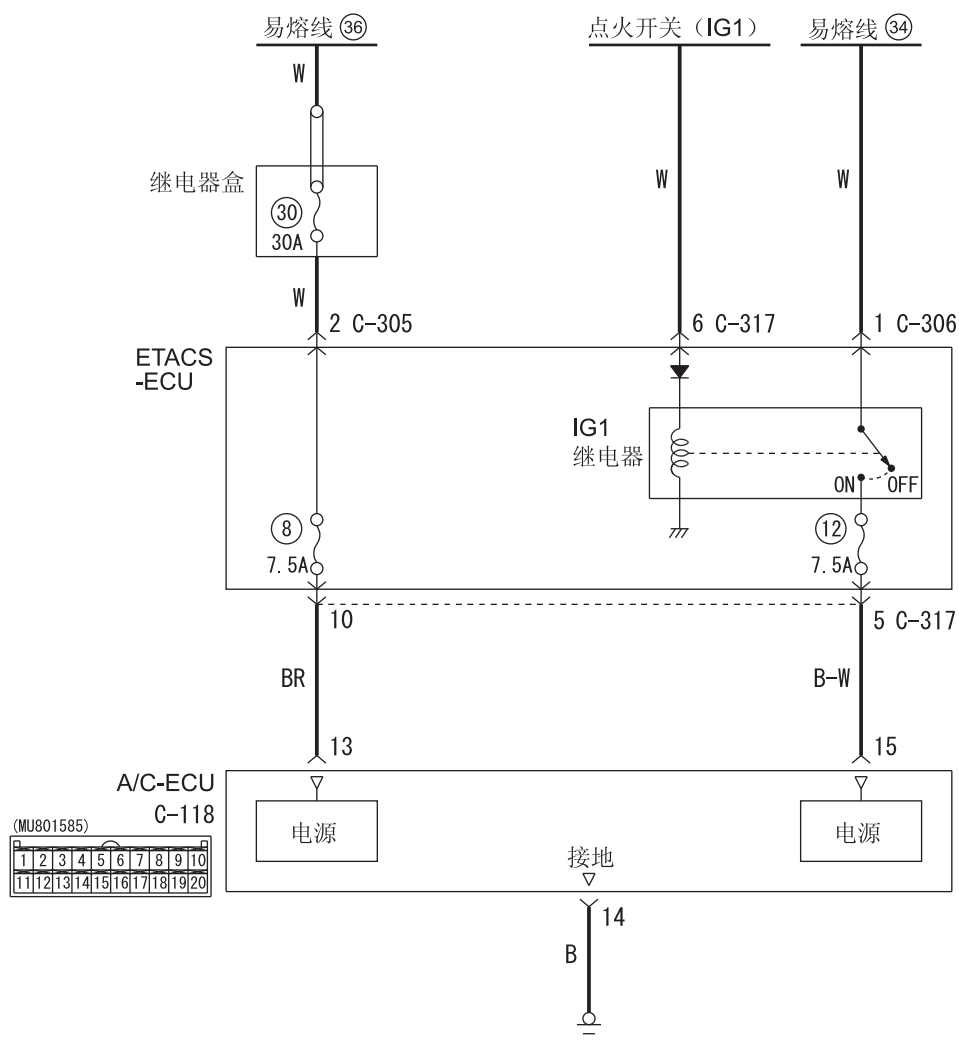 易熔线 36
点火开关（IG1）
易熔线 34
W
W
W
继电器盒
30
30A
W
2 C-305
6 C-317
1 C-306
ETACS
-ECU
IG1
继电器
ON
OFF
8
7.5A
12
7.5A
10
5 C-317
BR
B-W
13
15
A/C-ECU
C-118
(MU801585)
1 2 3 4 5 6 7 8 9 10
11 12 13 14 15 16 17 18 19 20
电源
电源
接地
14
B